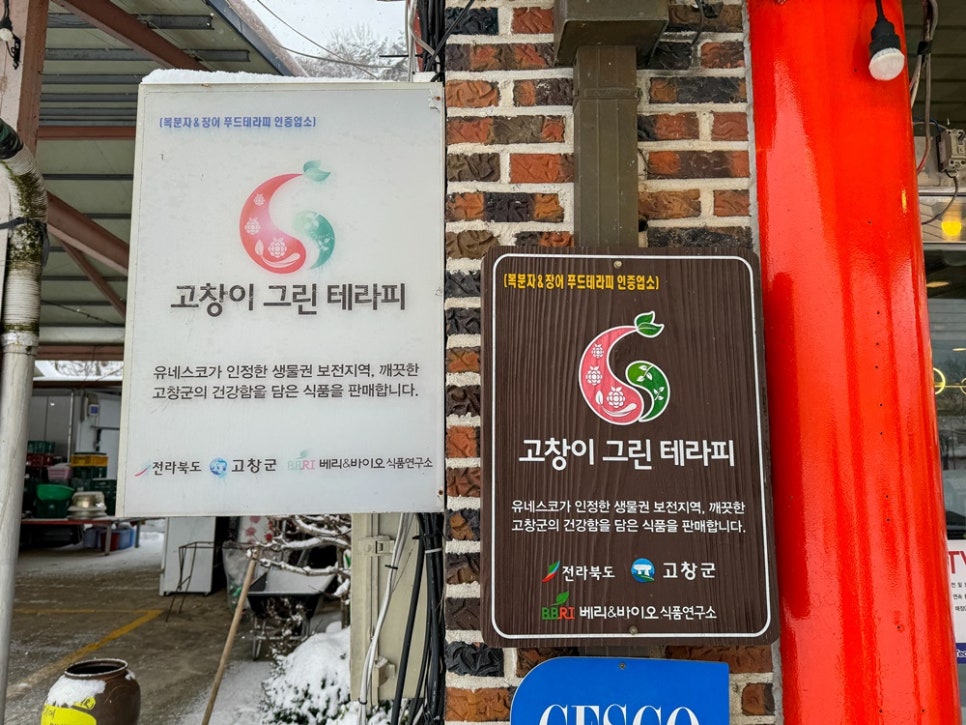 [복분자&장어 푸드테라피 인증업소]
고창이 그린 테라피
유네스코가 인정한 생물권 보전지역, 깨끗한
고창군의 건강함을 담은 식품을 판매합니다.
전라북도 고창군 BBRI 베리&바이오 식품연구소
[복분자&장어 푸드테라피 인증업소]
고창이 그린 테라피
유네스코가 인정한 생물권 보전지역, 깨끗한
고창군의 건강함을 담은 식품을 판매합니다.
전라북도 고창군
BBRI 베리&바이오 식품연구소
CESCO
TV